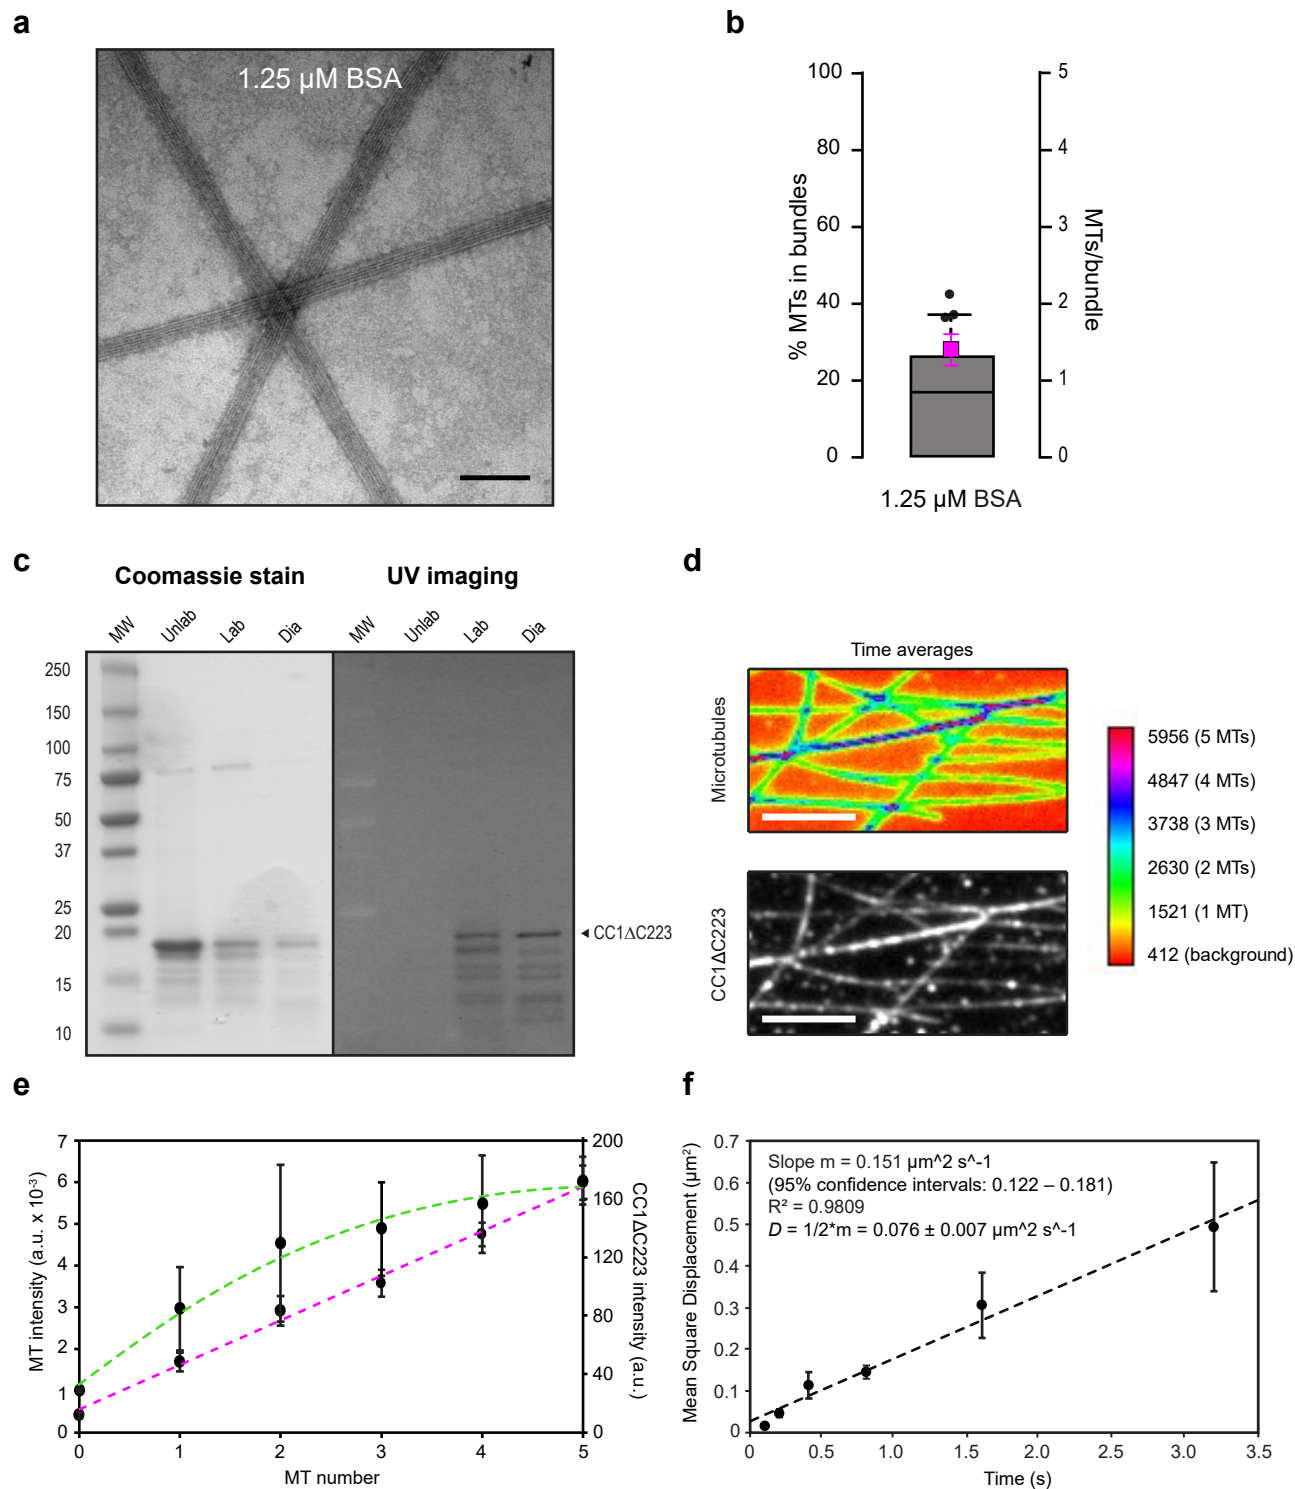 a
1.25 µM BSA
b
100
80
60
40
20
0
% MTs in bundles
5
4
3
2
1
0
MTs/bundle
1.25 µM BSA
c
Coomassie stain
UV imaging
MW
Unlab
Lab
Dia
MW
Unlab
Lab
Dia
250
150
100
75
50
37
25
20
15
10
CC1ΔC223
d
Time averages
Microtubules
CC1ΔC223
5956 (5 MTs)
4847 (4 MTs)
3738 (3 MTs)
2630 (2 MTs)
1521 (1 MT)
412 (background)
e
7
6
5
4
3
2
1
0
MT intensity (a.u. x 10⁻³)
200
160
120
80
40
0
CC1ΔC223 intensity (a.u.)
0 1 2 3 4 5
MT number
f
0.7
0.6
0.5
0.4
0.3
0.2
0.1
0
Mean Square Displacement (µm²)
Slope m = 0.151 µm^2 s^-1
(95% confidence intervals: 0.122 – 0.181)
R² = 0.9809
D = 1/2*m = 0.076 ± 0.007 µm^2 s^-1
0 0.5 1.0 1.5 2.0 2.5 3.0 3.5
Time (s)